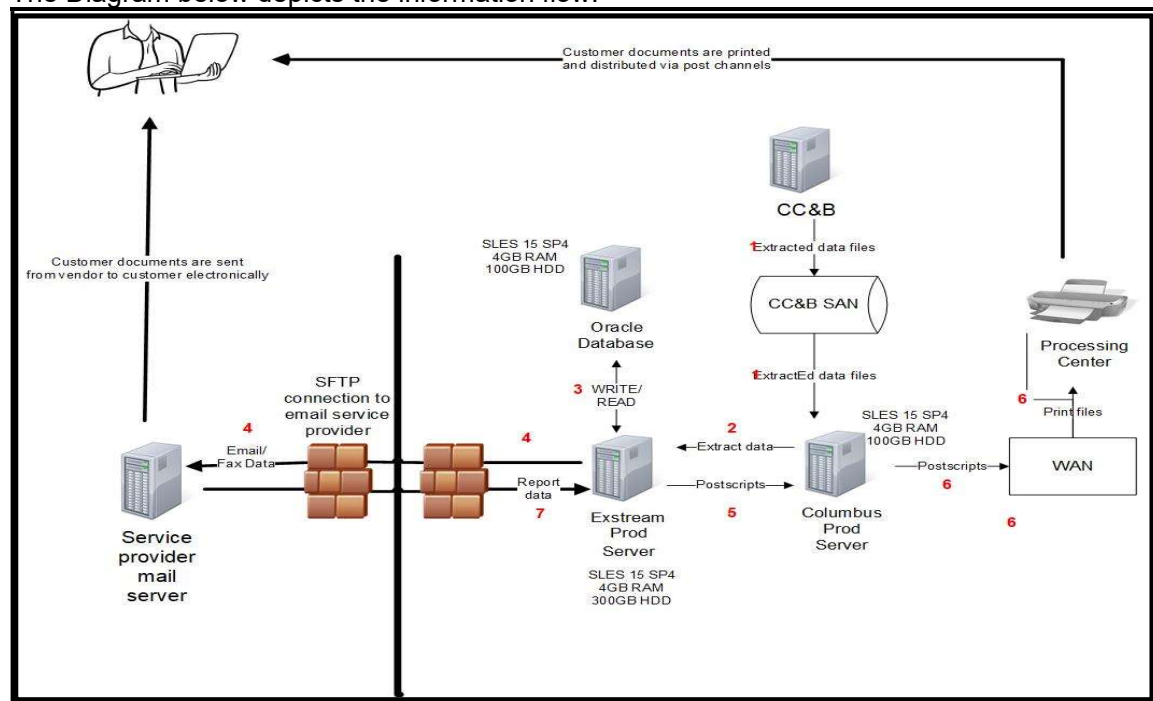 The Diagram below depicts the information flow:
Customer documents are printed
and distributed via post channels
CC&B
1 Extracted data files
CC&B SAN
1 ExtractEd data files
SLES 15 SP4
4GB RAM
100GB HDD
Oracle
Database
3 WRITE/
READ
Customer documents are sent
from vendor to customer electronically
SFTP
connection to
email service
provider
4
Email/
Fax Data
4
Report
data
7
Service
provider
mail
server
Exstream
Prod
Server
SLES 15 SP4
4GB RAM
300GB HDD
2
Extract data
Postscripts
5
SLES 15 SP4
4GB RAM
100GB HDD
Columbus
Prod
Server
Postscripts
6
WAN
6
6
Print files
Processing
Center